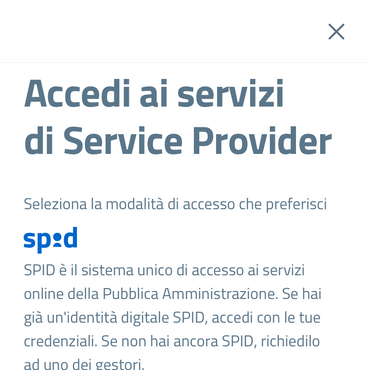 Accedi ai servizi
di Service Provider
Seleziona la modalità di accesso che preferisci
spid
SPID è il sistema unico di accesso ai servizi
online della Pubblica Amministrazione. Se hai
già un'identità digitale SPID, accedi con le tue
credenziali. Se non hai ancora SPID, richiedilo
ad uno dei gestori.